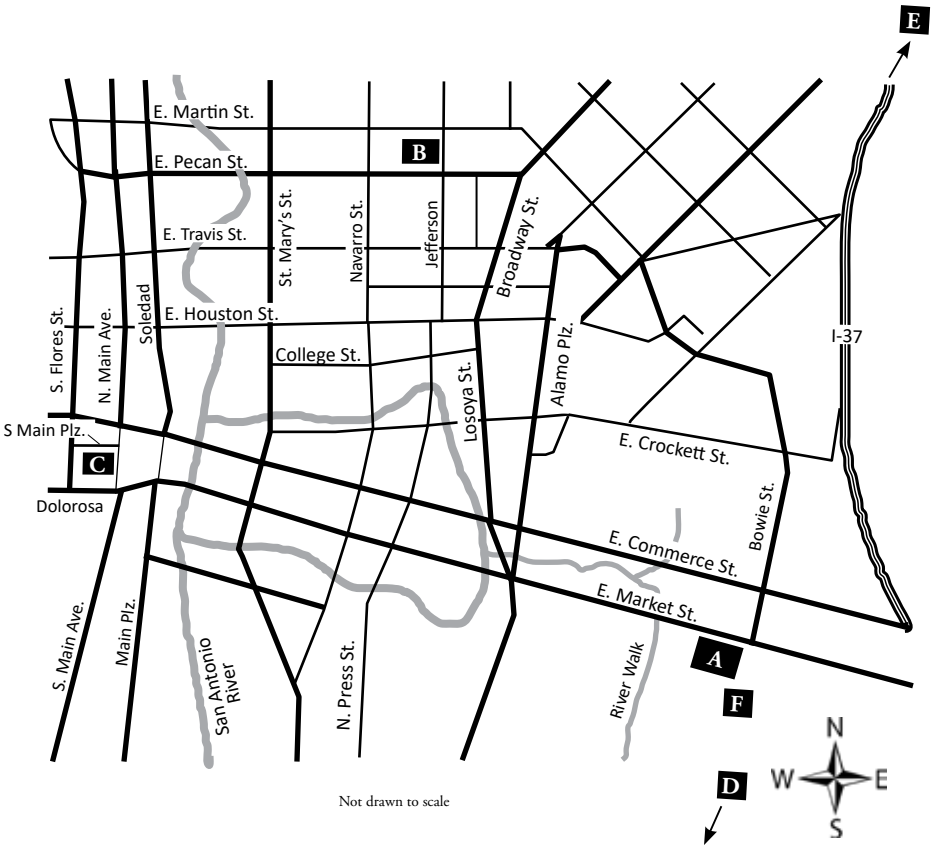 E
E. Martin St.
B
E. Pecan St.
E. Travis St.
St. Mary's St.
Navarro St.
Jefferson
Broadway St.
S. Flores St.
N. Main Ave.
Soledad
E. Houston St.
College St.
Losoya St.
Alamo Plz.
I-37
S Main Plz.
C
Dolorosa
E. Crockett St.
Bowie St.
E. Commerce St.
E. Market St.
S. Main Ave.
Main Plz.
San Antonio
River
N. Press St.
River Walk
A
F
D
N
W
E
S
Not drawn to scale